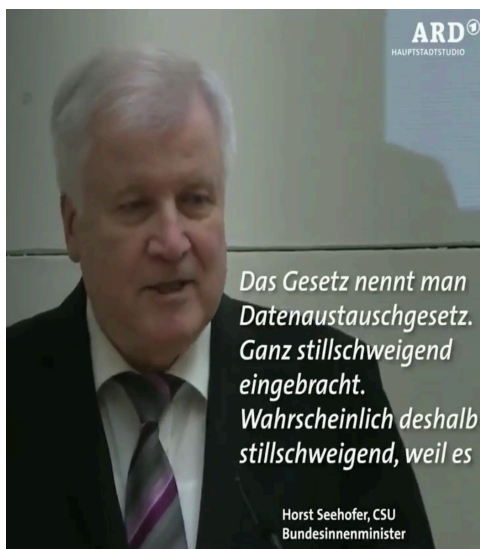 ARD
HAUPTSTADTSTUDIO
Das Gesetz nennt man
Datenaustauschgesetz.
Ganz stillschweigend
eingebracht.
Wahrscheinlich deshalb
stillschweigend, weil es
Horst Seehofer, CSU
Bundesinnenminister